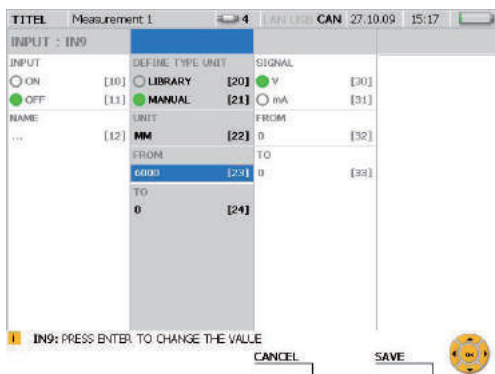 TITEL Measurement 1 4 LAN USB CAN 27.10.09 15:17
INPUT : IN9
INPUT DEFINE TYPE UNIT SIGNAL
ON [10] LIBRARY [20] V [30]
OFF [11] MANUAL [21] mA [31]
NAME UNIT FROM
... [12] MM [22] 0 [32]
FROM TO
6000 [23] 0 [33]
TO
0 [24]
! IN9: PRESS ENTER TO CHANGE THE VALUE
CANCEL SAVE
OK